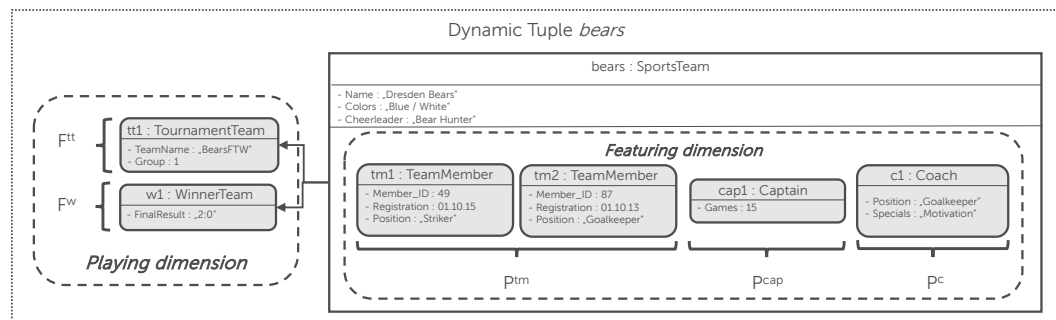 Dynamic Tuple bears
bears : SportsTeam
- Name : „Dresden Bears"
- Colors : „Blue / White"
- Cheerleader : „Bear Hunter"
Ftt
tt1 : TournamentTeam
- TeamName : „BearsFTW"
- Group : 1
Fw
w1 : WinnerTeam
- FinalResult : „2:0"
Playing dimension
Featuring dimension
tm1 : TeamMember
- Member_ID : 49
- Registration : 01.10.15
- Position : „Striker"
tm2 : TeamMember
- Member_ID : 87
- Registration : 01.10.13
- Position : „Goalkeeper"
cap1 : Captain
- Games : 15
c1 : Coach
- Position : „Goalkeeper"
- Specials : „Motivation"
Ptm
Pcap
Pc